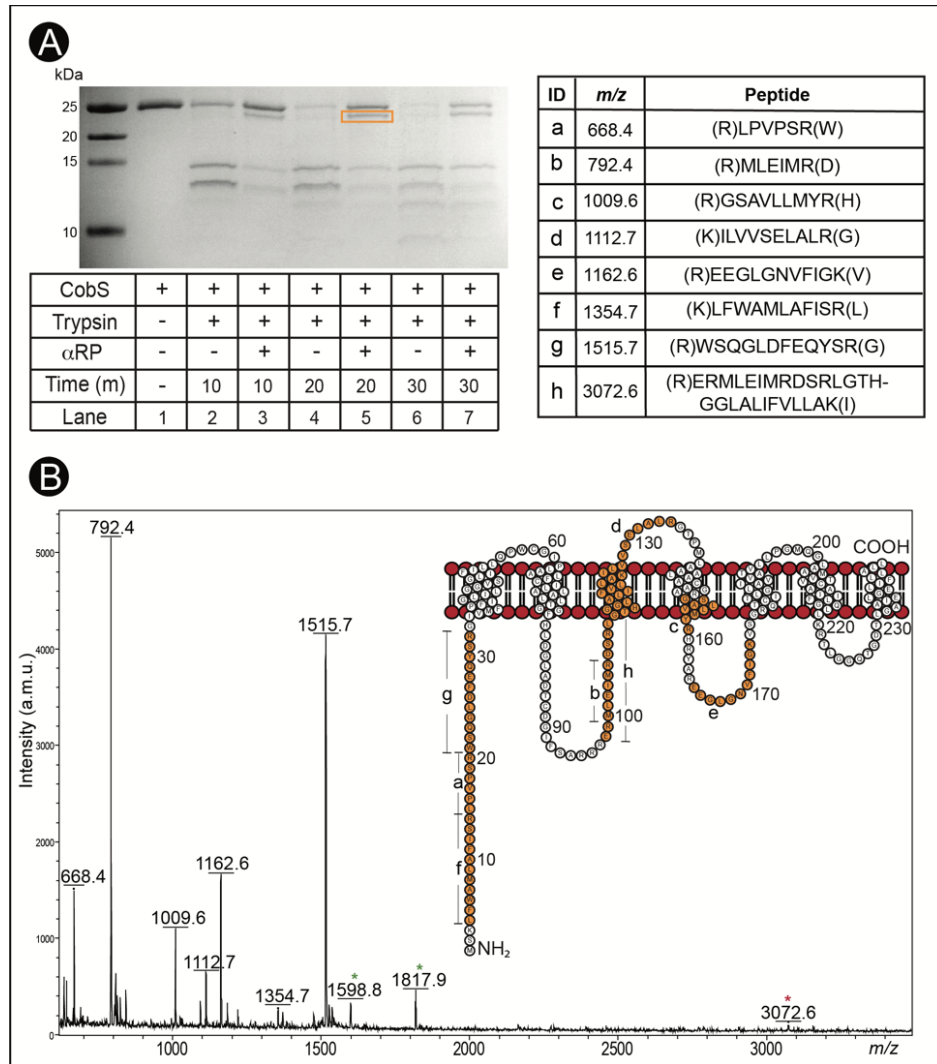 A
kDa
25
20
15
10
CobS + + + + + + +
Trypsin - + + + + + +
αRP - - + - + - +
Time (m) - 10 10 20 20 30 30
Lane 1 2 3 4 5 6 7
ID m/z Peptide
a 668.4 (R)LPVPSR(W)
b 792.4 (R)MLEIMR(D)
c 1009.6 (R)GSAVLLMYR(H)
d 1112.7 (K)ILVVSELALR(G)
e 1162.6 (R)EEGLGNVFIGK(V)
f 1354.7 (K)LFWAMLAFISR(L)
g 1515.7 (R)WSQGLDFEQYSR(G)
h 3072.6 (R)ERMLEIMRDSRLGTH-
GGLALIFVLLAK(I)
B
Intensity (a.m.u.)
5000
4000
3000
2000
1000
0
792.4
1515.7
668.4
1162.6
1009.6
1112.7
1354.7
*
1598.8
*
1817.9
*
3072.6
1000 1500 2000 2500 3000 m/z
d
60
130
200
COOH
30
c
160
220
230
g
b
h
100
170
90
e
20
a
10
f
NH₂